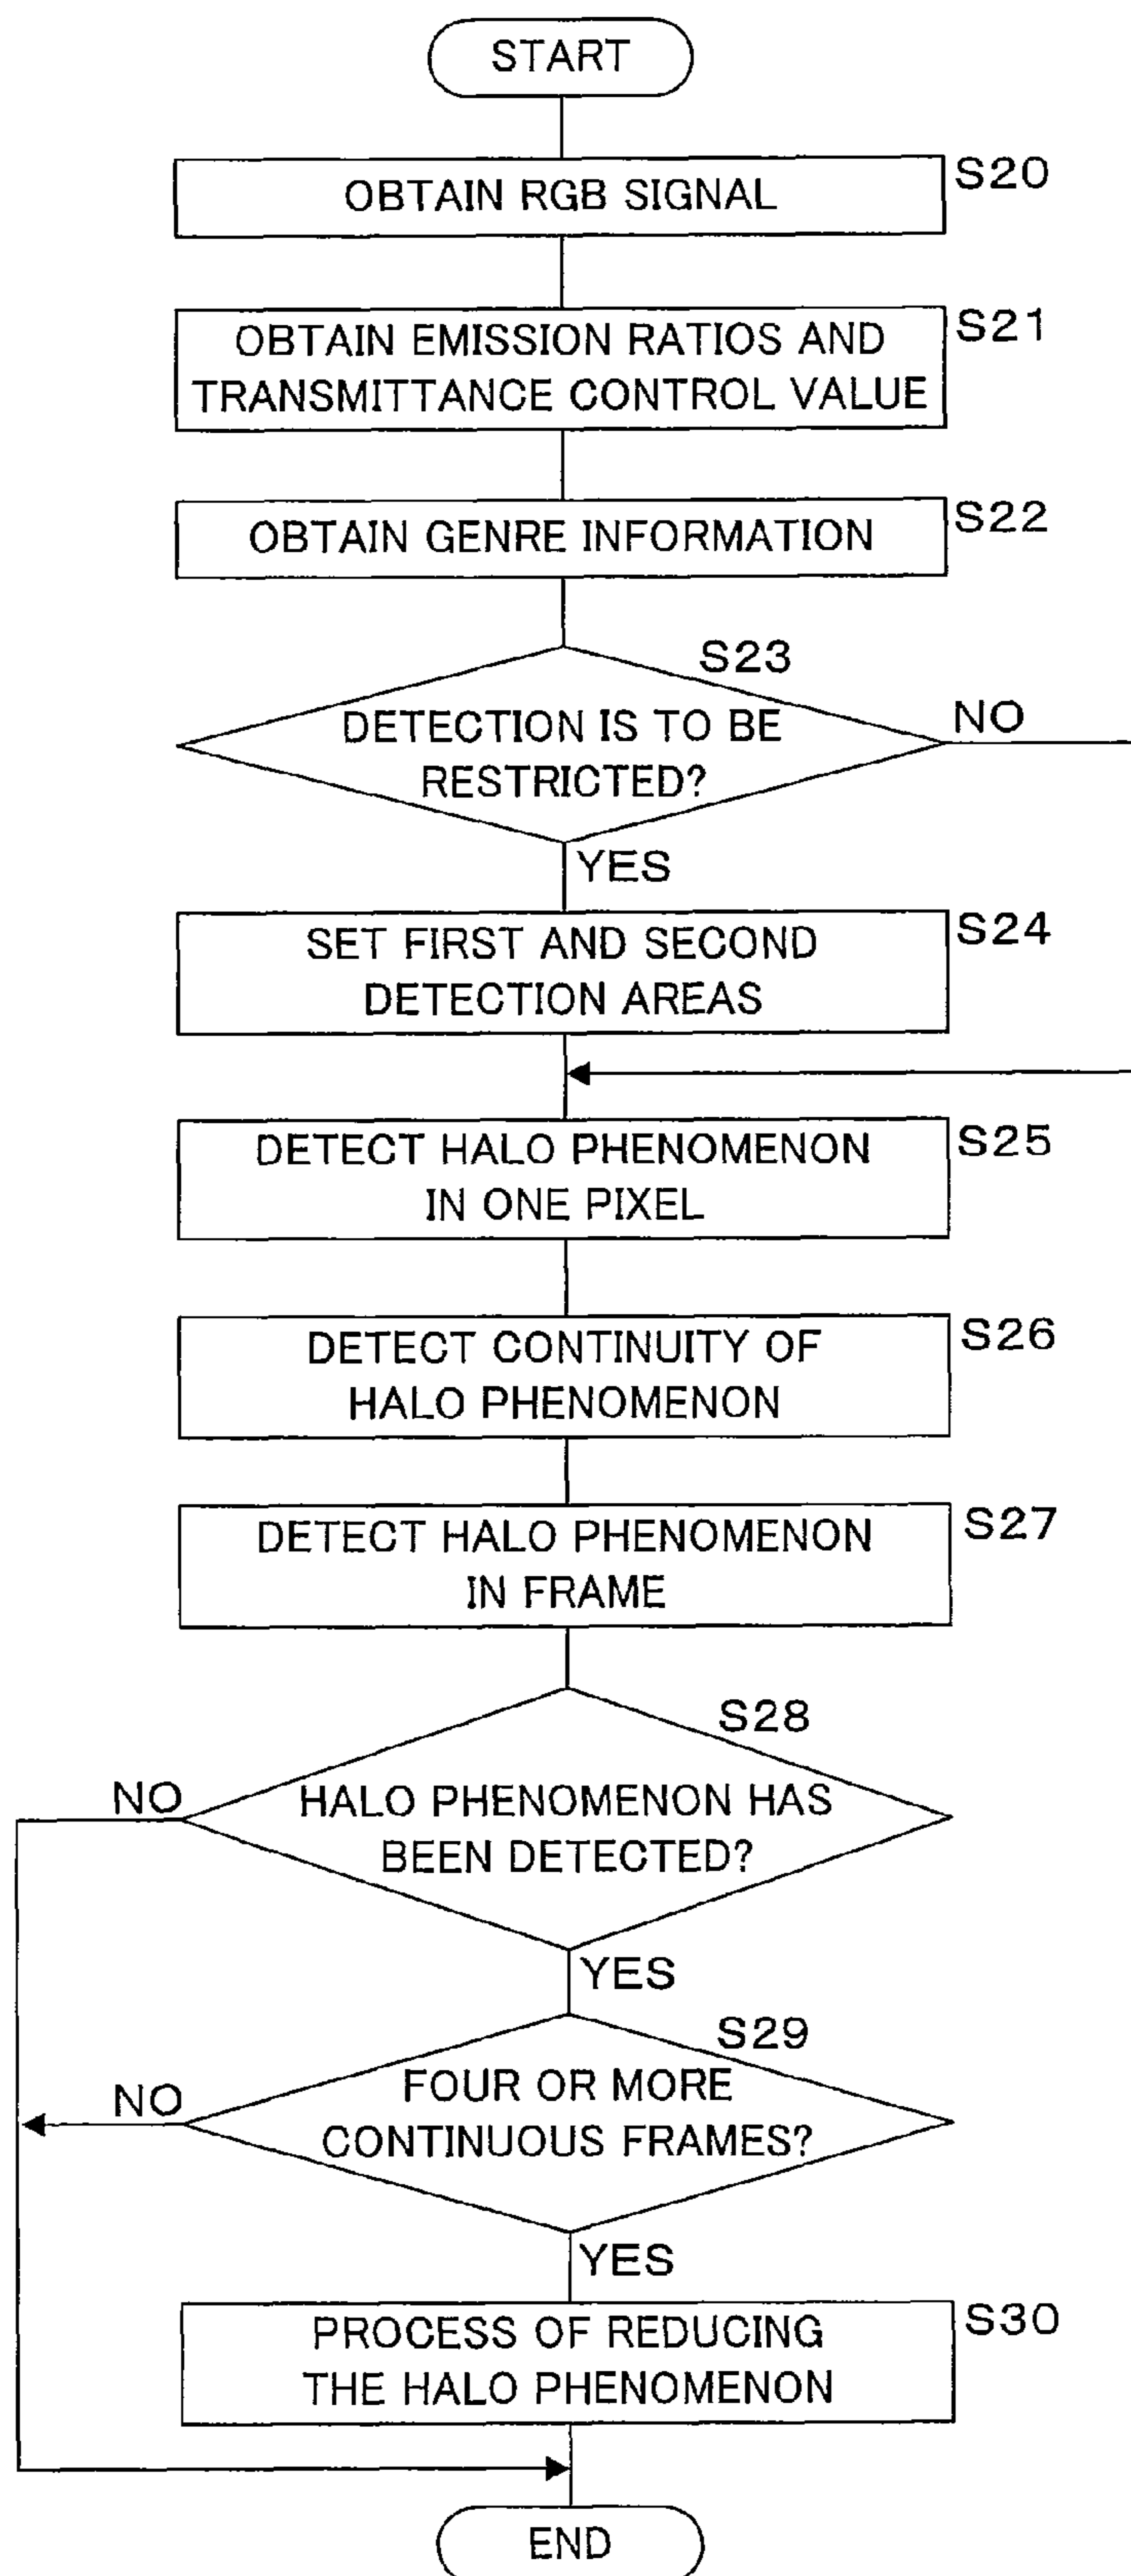 START
OBTAIN RGB SIGNAL
S20
OBTAIN EMISSION RATIOS AND
TRANSMITTANCE CONTROL VALUE
S21
OBTAIN GENRE INFORMATION
S22
S23
DETECTION IS TO BE
RESTRICTED?
NO
YES
SET FIRST AND SECOND
DETECTION AREAS
S24
DETECT HALO PHENOMENON
IN ONE PIXEL
S25
DETECT CONTINUITY OF
HALO PHENOMENON
S26
DETECT HALO PHENOMENON
IN FRAME
S27
S28
HALO PHENOMENON HAS
BEEN DETECTED?
NO
YES
S29
FOUR OR MORE
CONTINUOUS FRAMES?
NO
YES
PROCESS OF REDUCING
THE HALO PHENOMENON
S30
END